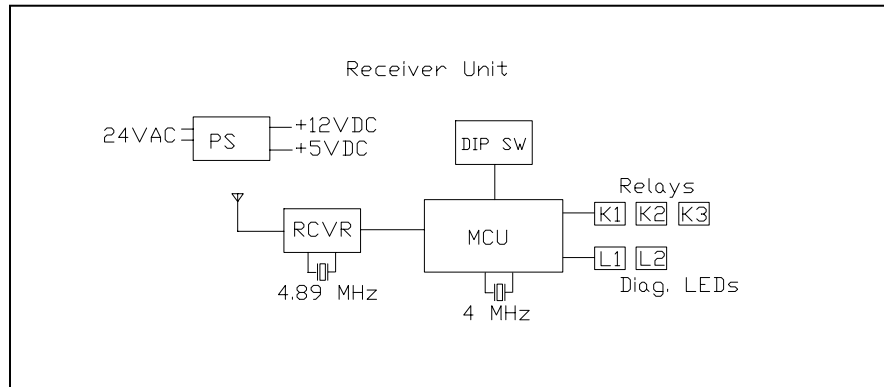 Receiver Unit
24VAC
PS
+12VDC
+5VDC
DIP SW
Relays
RCVR
MCU
K1 K2 K3
L1 L2
4.89 MHz
4 MHz
Diag. LEDs